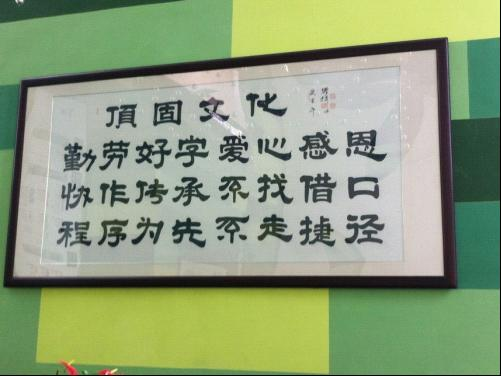 頂固文化
勤劳好字爱心感恩
协作传承不找借口
程序为先不走捷径